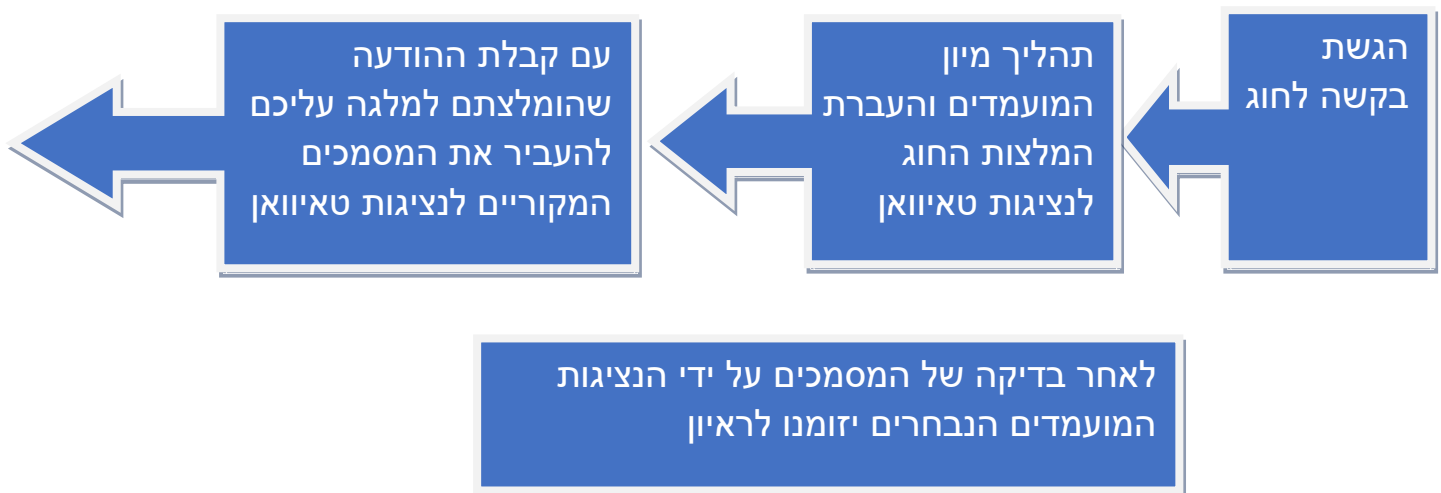 הגשת
בקשה לחוג
תהליך מיון
המועמדים והעברת
המלצות החוג
לנציגות טאיוואן
עם קבלת ההודעה
שהומלצתם למלגה עליכם
להעביר את המסמכים
המקוריים לנציגות טאיוואן
לאחר בדיקה של המסמכים על ידי הנציגות
המועמדים הנבחרים יזומנו לראיון